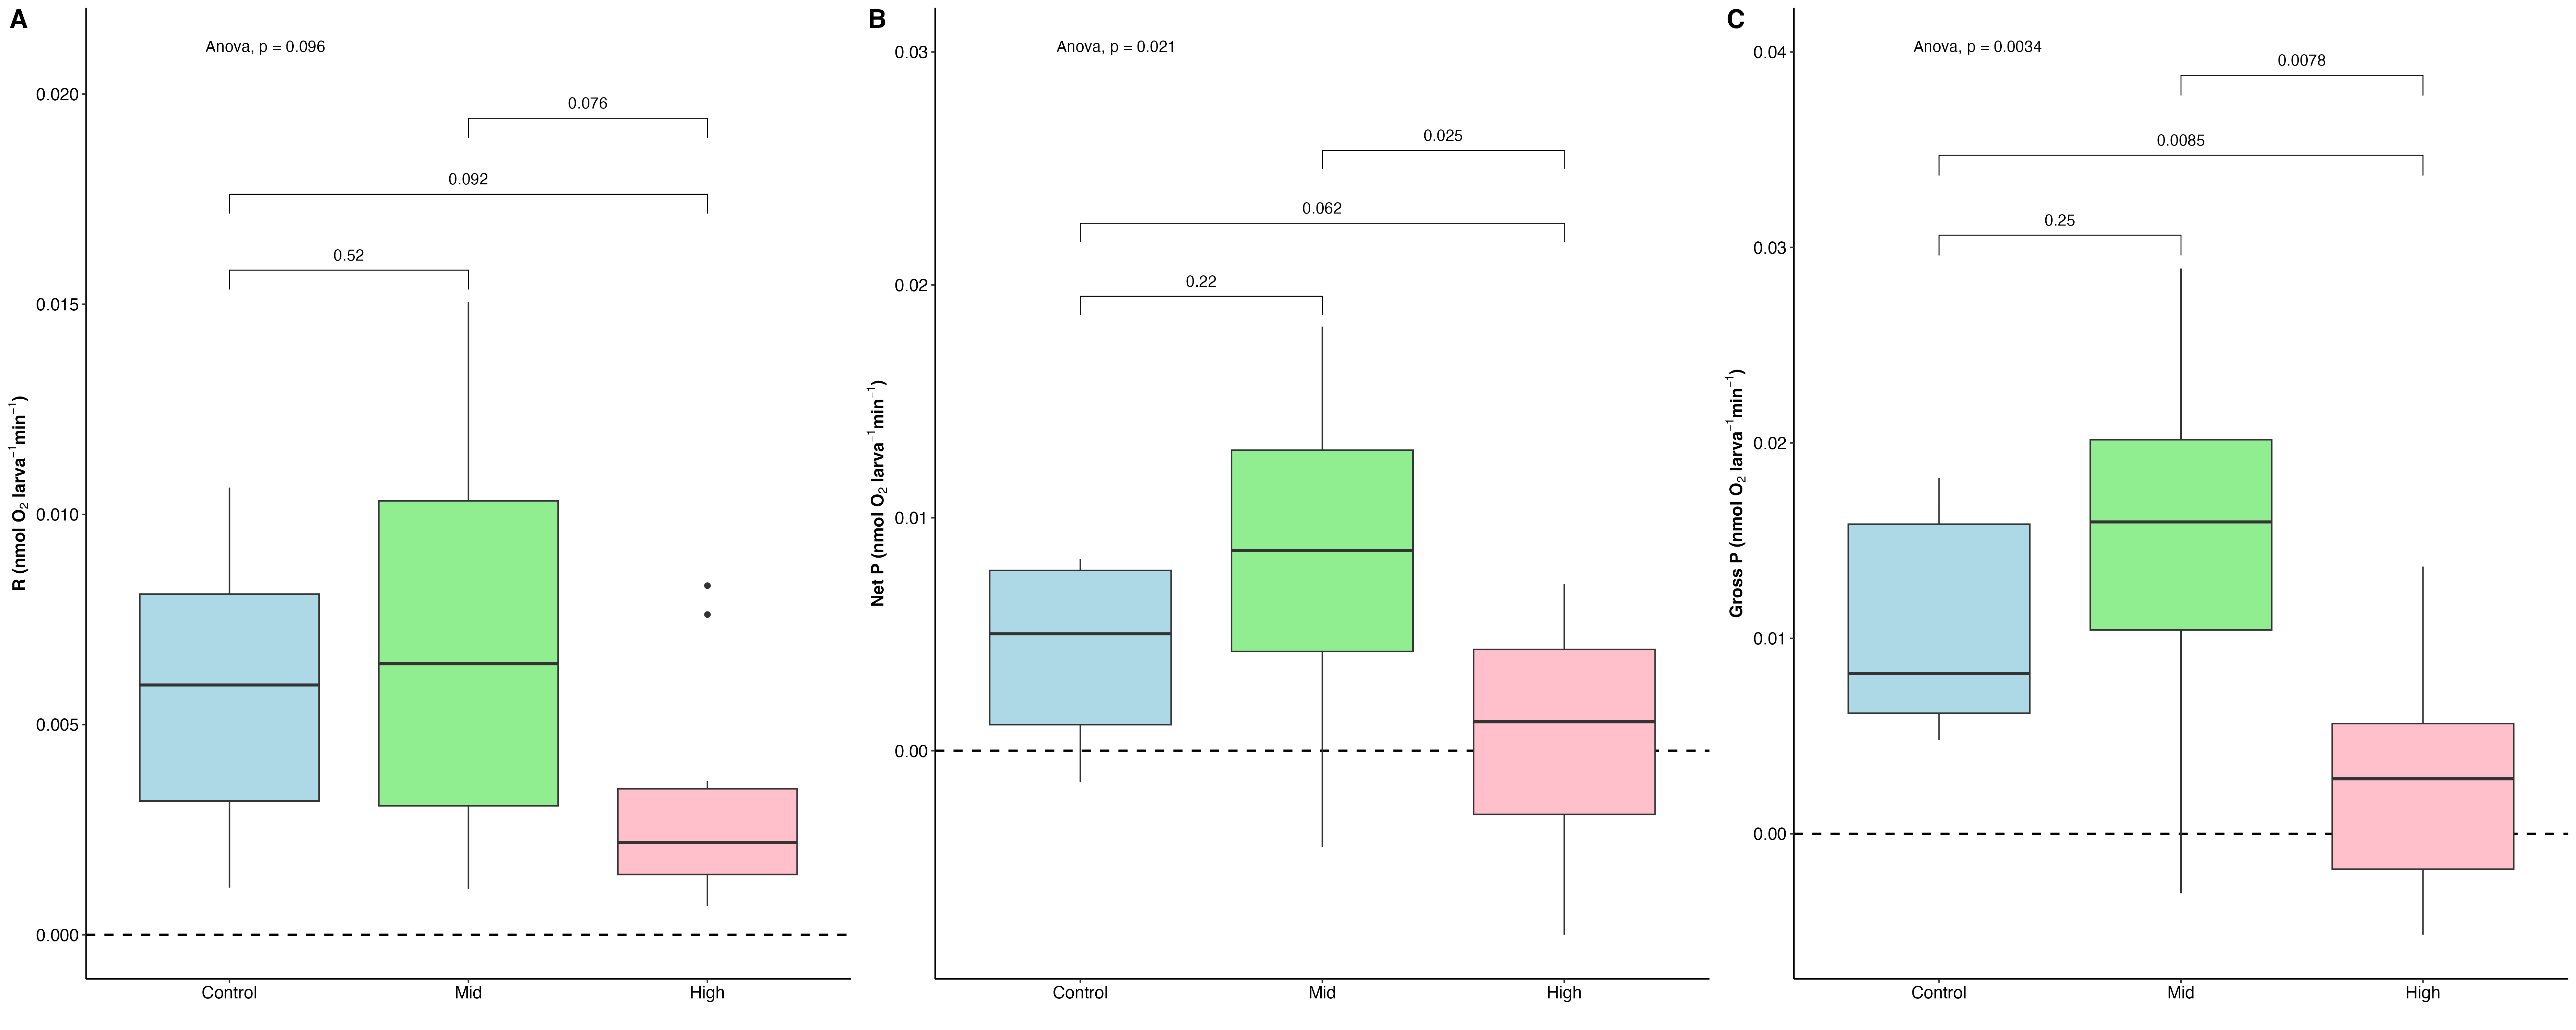 A
Anova, p = 0.096
0.076
0.092
0.52
0.020
0.015
0.010
0.005
0.000
R (nmol O₂ larva⁻¹min⁻¹)
Control Mid High
B
Anova, p = 0.021
0.025
0.062
0.22
0.03
0.02
0.01
0.00
Net P (nmol O₂ larva⁻¹min⁻¹)
Control Mid High
C
Anova, p = 0.0034
0.0078
0.0085
0.25
0.04
0.03
0.02
0.01
0.00
Gross P (nmol O₂ larva⁻¹min⁻¹)
Control Mid High